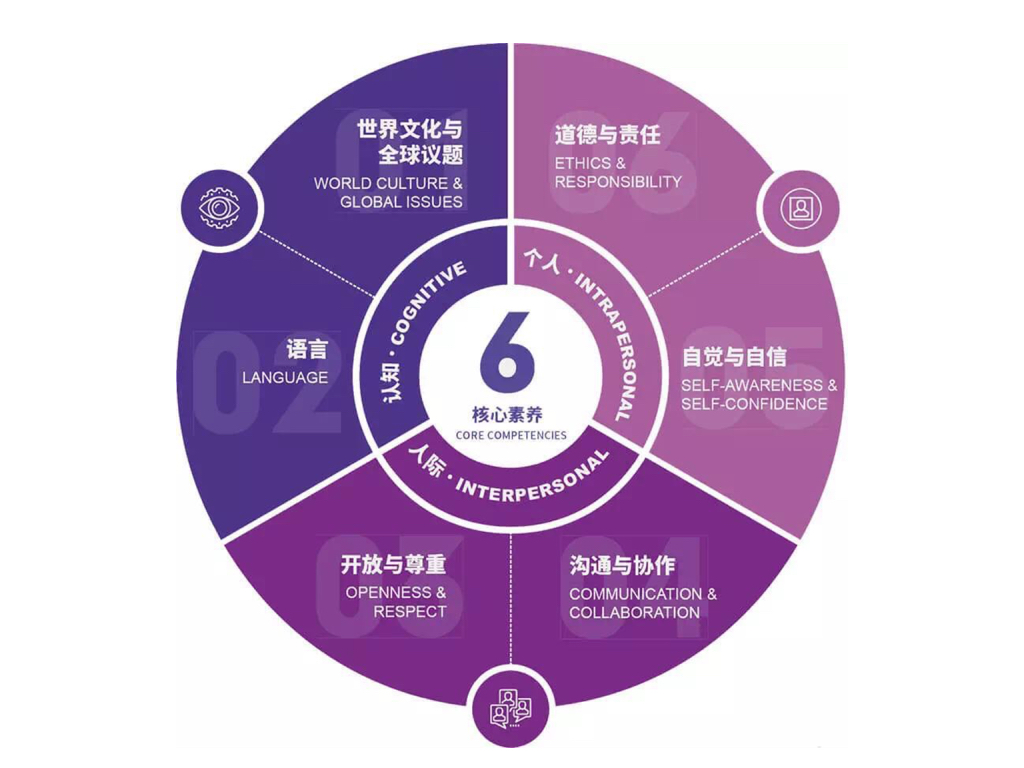 01
世界文化与
全球议题
WORLD CULTURE &
GLOBAL ISSUES
06
道德与责任
ETHICS &
RESPONSIBILITY
认知·COGNITIVE
个人·INTRAPERSONAL
6
核心素养
CORE COMPETENCIES
02
语言
LANGUAGE
05
自觉与自信
SELF-AWARENESS &
SELF-CONFIDENCE
人际·INTERPERSONAL
03
开放与尊重
OPENNESS &
RESPECT
04
沟通与协作
COMMUNICATION &
COLLABORATION